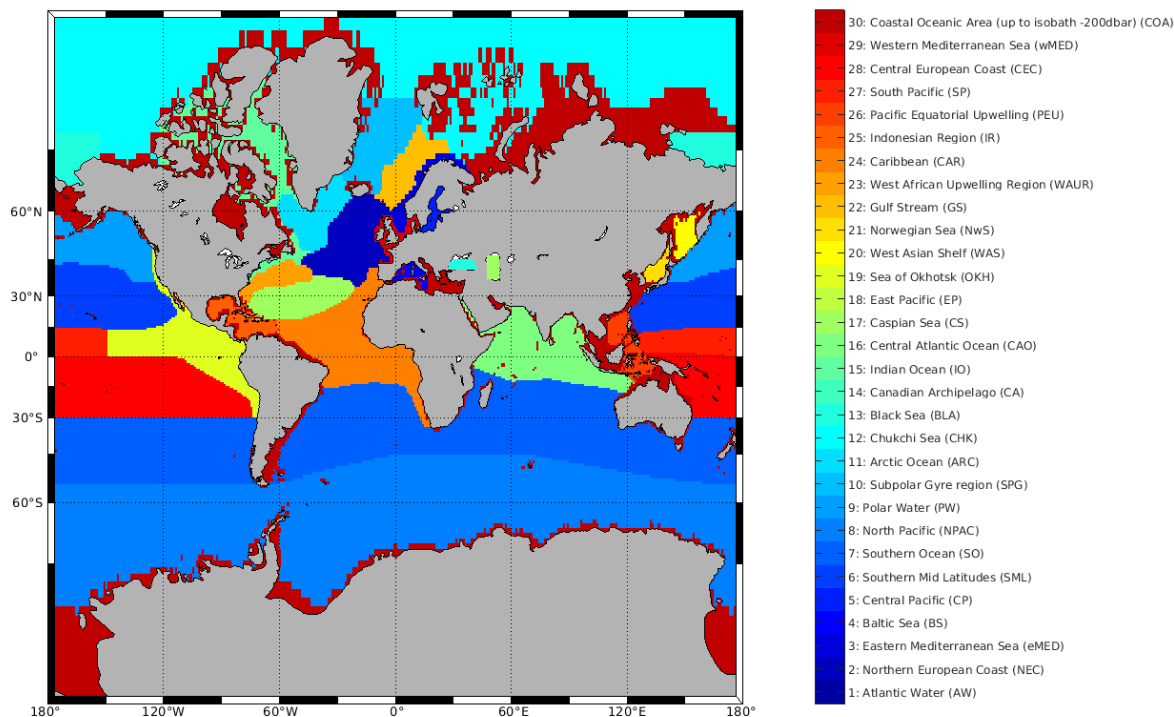 30: Coastal Oceanic Area (up to isobath -200dbar) (COA)
29: Western Mediterranean Sea (wMED)
28: Central European Coast (CEC)
27: South Pacific (SP)
26: Pacific Equatorial Upwelling (PEU)
25: Indonesian Region (IR)
24: Caribbean (CAR)
23: West African Upwelling Region (WAUR)
22: Gulf Stream (GS)
21: Norwegian Sea (NwS)
20: West Asian Shelf (WAS)
19: Sea of Okhotsk (OKH)
18: East Pacific (EP)
17: Caspian Sea (CS)
16: Central Atlantic Ocean (CAO)
15: Indian Ocean (IO)
14: Canadian Archipelago (CA)
13: Black Sea (BLA)
12: Chukchi Sea (CHK)
11: Arctic Ocean (ARC)
10: Subpolar Gyre region (SPG)
9: Polar Water (PW)
8: North Pacific (NPAC)
7: Southern Ocean (SO)
6: Southern Mid Latitudes (SML)
5: Central Pacific (CP)
4: Baltic Sea (BS)
3: Eastern Mediterranean Sea (eMED)
2: Northern European Coast (NEC)
1: Atlantic Water (AW)
60°N
30°N
0°
30°S
60°S
180° 120°W 60°W 0° 60°E 120°E 180°